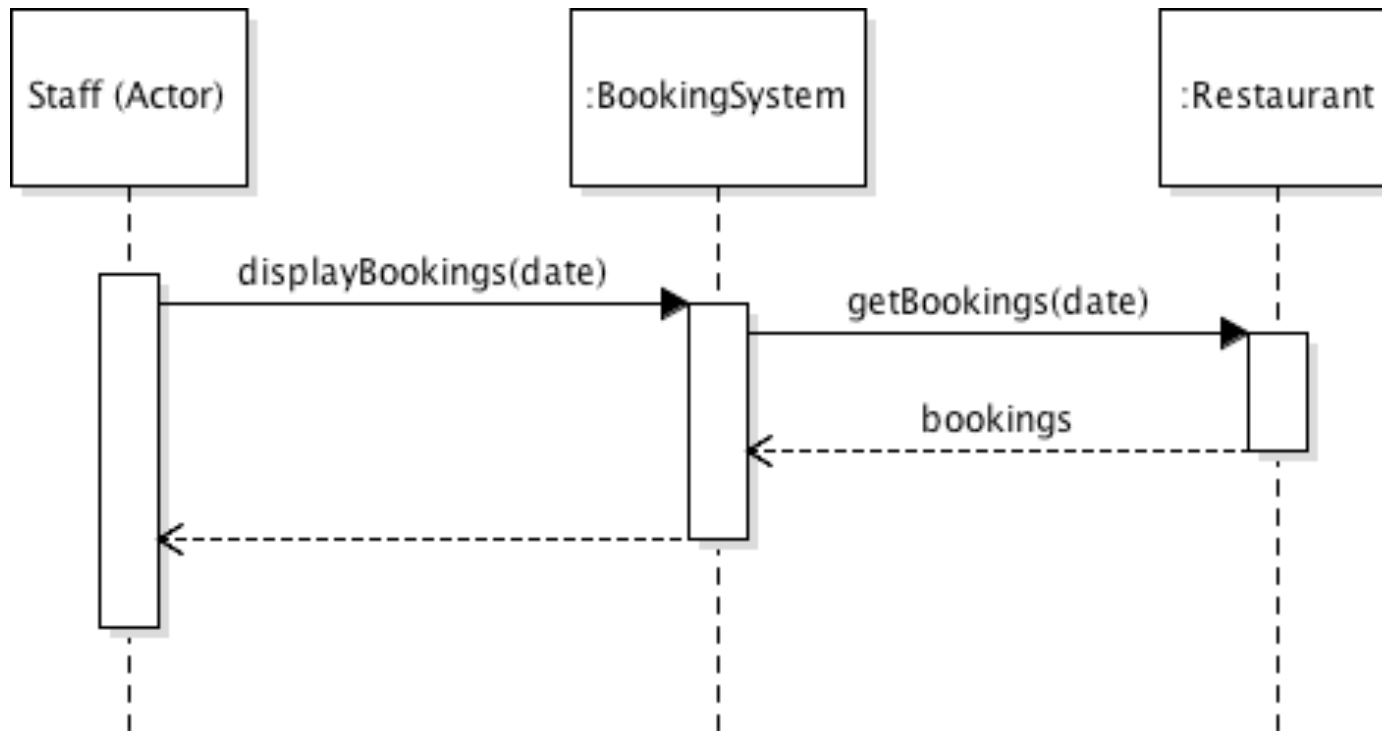 Staff (Actor)
:BookingSystem
:Restaurant
displayBookings(date)
getBookings(date)
bookings